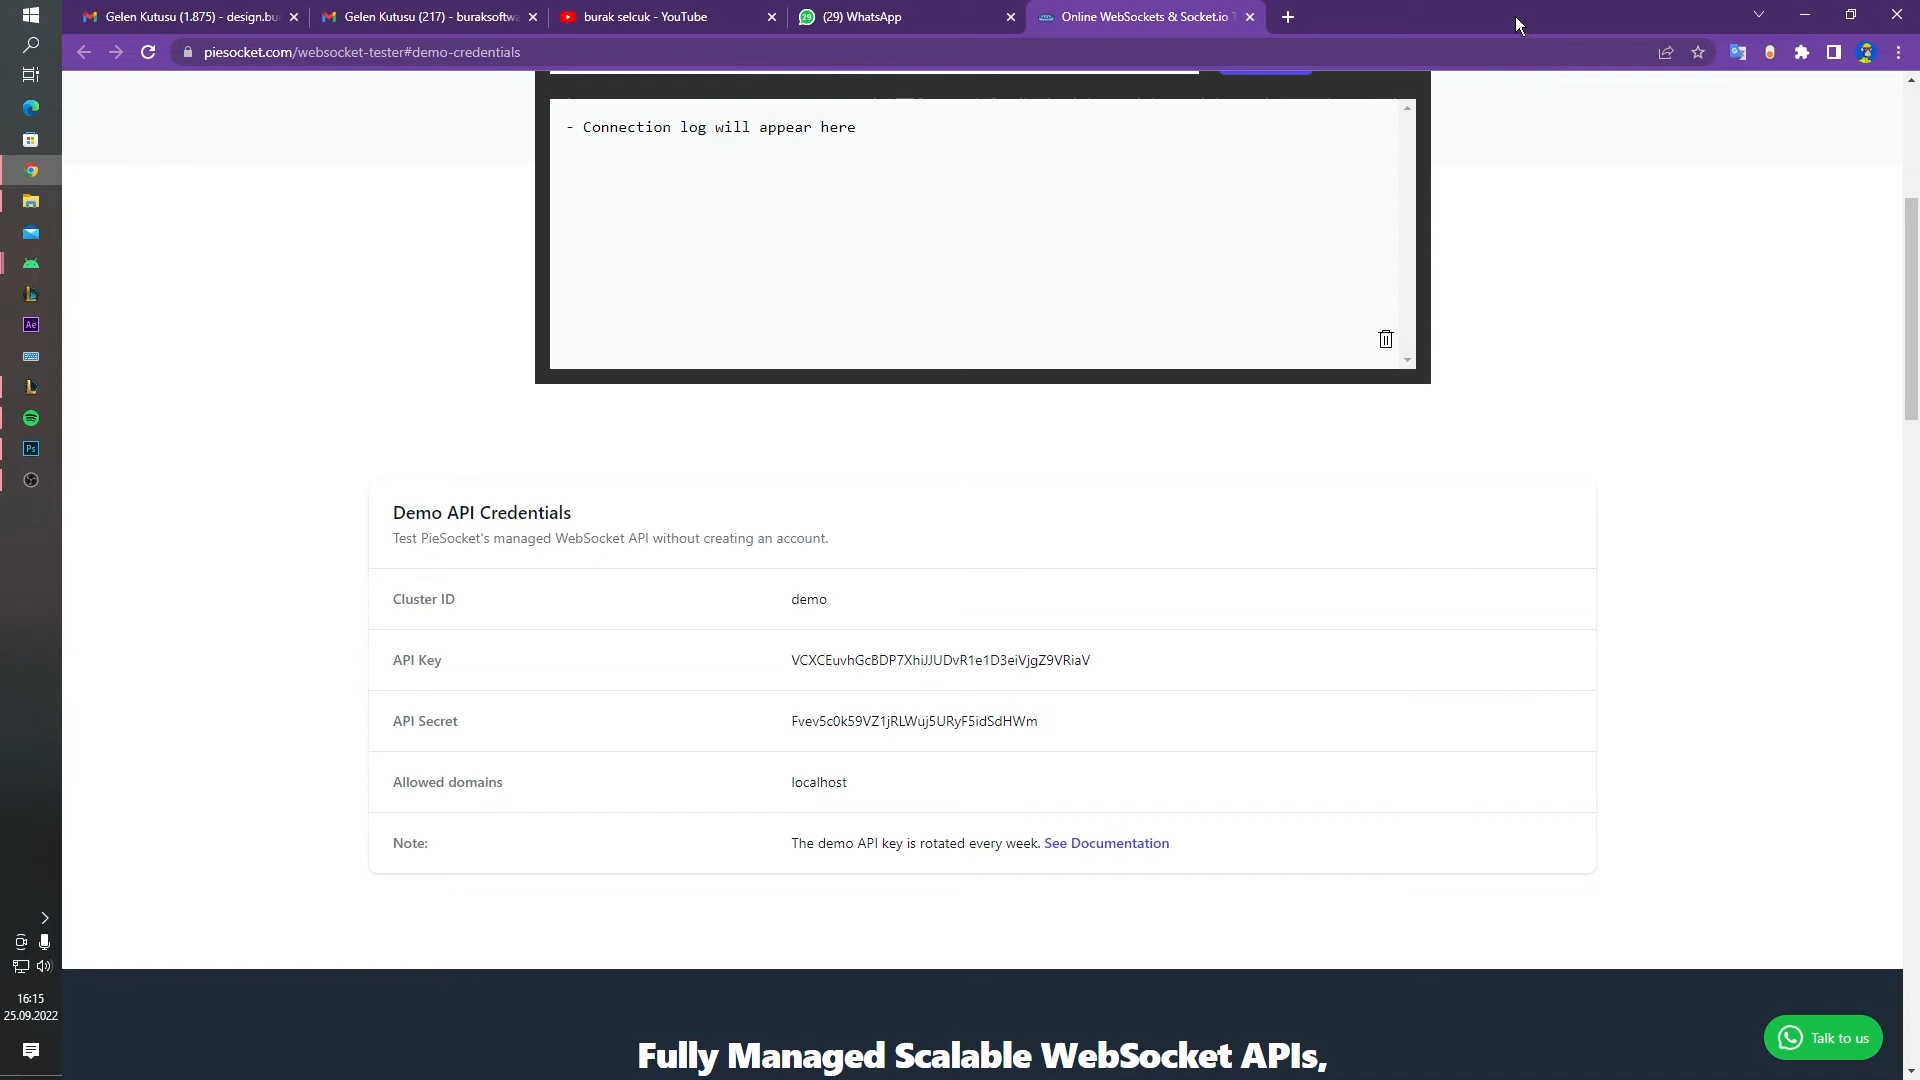 Gelen Kutusu (1.875) - design.bu
Gelen Kutusu (217) - buraksoftwa
burak selcuk - YouTube
(29) WhatsApp
Online WebSockets & Socket.io T
piesocket.com/websocket-tester#demo-credentials
- Connection log will appear here
Demo API Credentials
Test PieSocket's managed WebSocket API without creating an account.
Cluster ID demo
API Key VCXCEuvhGcBDP7XhiJJUDvR1e1D3eiVjgZ9VRiaV
API Secret Fvev5c0k59VZ1jRLWuj5URyF5idSdHWm
Allowed domains localhost
Note: The demo API key is rotated every week. See Documentation
Fully Managed Scalable WebSocket APIs,
Talk to us
Ae
Ps
16:15
25.09.2022